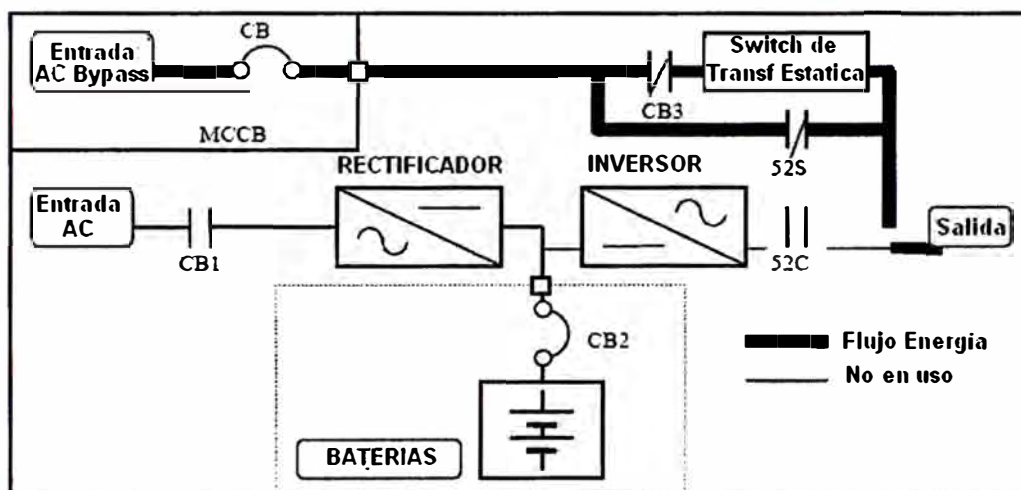 Entrada
AC Bypass
CB
MCCB
Switch de
Transf Estatica
CB3
52S
RECTIFICADOR
INVERSOR
Entrada
AC
CB1
52C
Salida
CB2
Flujo Energia
No en uso
BATERIAS